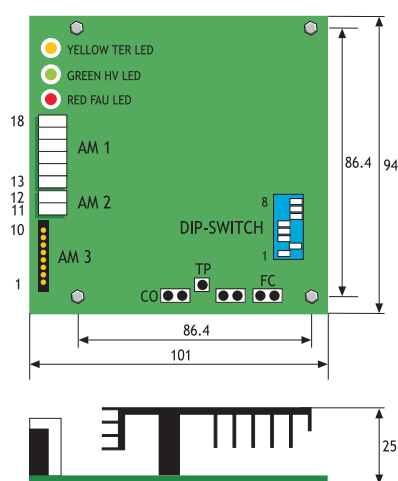 YELLOW TER LED
GREEN HV LED
RED FAU LED
18
AM 1
13
12
AM 2
11
10
AM 3
1
8
DIP-SWITCH
1
TP
CO
FC
86.4
94
86.4
101
25